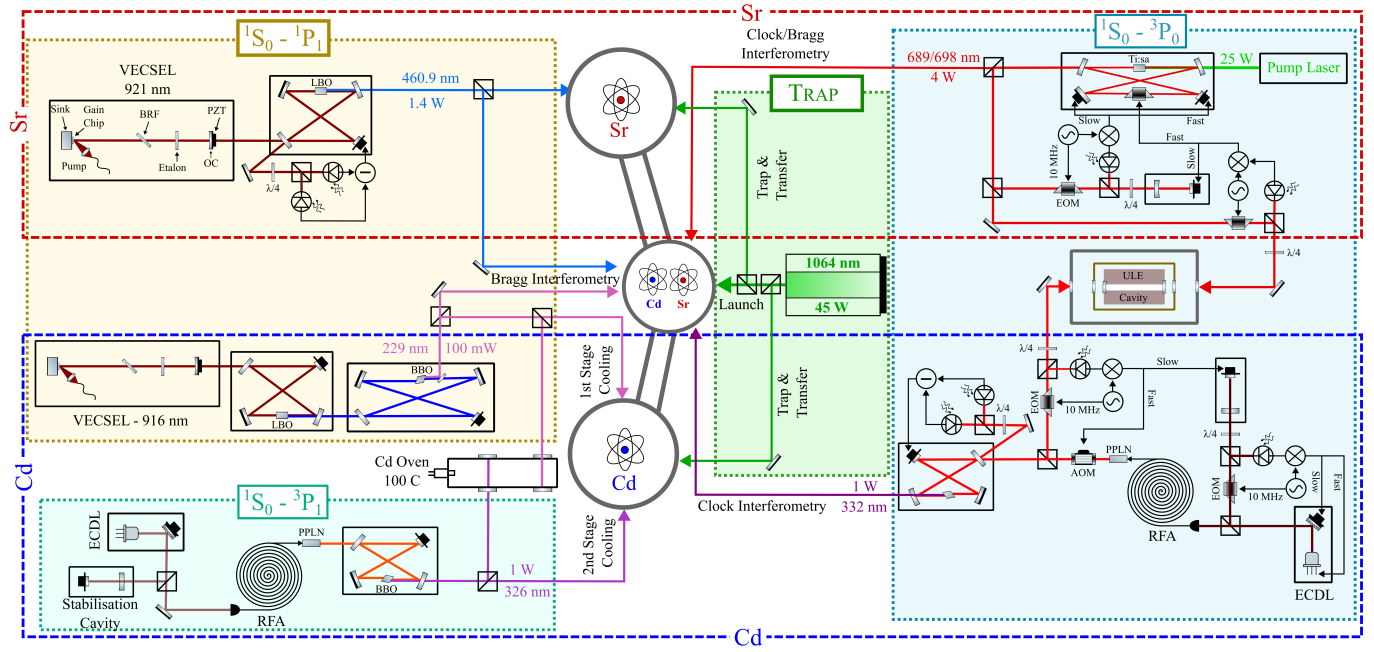 Sr
¹S₀ - ¹P₁
Clock/Bragg
Interferometry
¹S₀ - ³P₀
VECSEL
921 nm
Sink
Gain
Chip
BRF
PZT
Pump
Etalon
OC
LBO
λ/4
460.9 nm
1.4 W
Sr
Sr
689/698 nm
4 W
Ti:sa
25 W
Pump Laser
Slow
Fast
Fast
Slow
10 MHz
EOM
λ/4
λ/4
TRAP
Trap &
Transfer
1064 nm
45 W
Launch
Trap &
Transfer
Bragg Interferometry
Cd
Sr
ULE
Cavity
229 nm
100 mW
1st Stage
Cooling
VECSEL - 916 nm
LBO
BBO
Cd
Cd
Cd Oven
100 C
λ/4
Slow
Fast
10 MHz
EOM
λ/4
AOM
PPLN
RFA
λ/4
EOM
10 MHz
Slow
Fast
ECDL
1 W
332 nm
Clock Interferometry
¹S₀ - ³P₁
ECDL
PPLN
Stabilisation
Cavity
RFA
BBO
1 W
326 nm
2nd Stage
Cooling
Cd